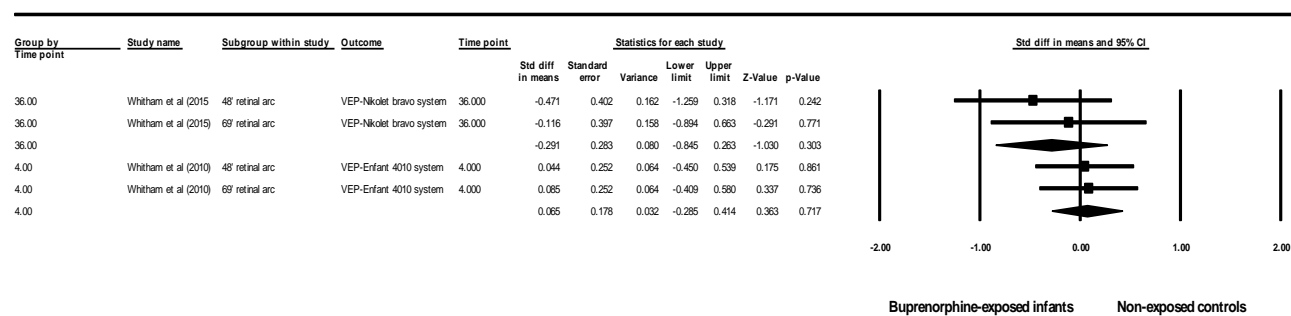 Group by Study name Subgroup within study Outcome Time point Statistics for each study Std diff in means and 95% CI
Time point
Std diff Standard Lower Upper
in means error Variance limit limit Z-Value p-Value
36.00 Whitham et al (2015 48' retinal arc VEP-Nikolet bravo system 36.000 -0.471 0.402 0.162 -1.259 0.318 -1.171 0.242
36.00 Whitham et al (2015) 69' retinal arc VEP-Nikolet bravo system 36.000 -0.116 0.397 0.158 -0.894 0.663 -0.291 0.771
36.00 -0.291 0.283 0.080 -0.845 0.263 -1.030 0.303
4.00 Whitham et al (2010) 48' retinal arc VEP-Enfant 4010 system 4.000 0.044 0.252 0.064 -0.450 0.539 0.175 0.861
4.00 Whitham et al (2010) 69' retinal arc VEP-Enfant 4010 system 4.000 0.085 0.252 0.064 -0.409 0.580 0.337 0.736
4.00 0.065 0.178 0.032 -0.285 0.414 0.363 0.717
-2.00 -1.00 0.00 1.00 2.00
Buprenorphine-exposed infants Non-exposed controls